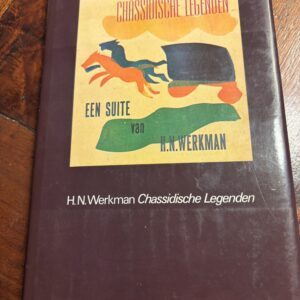 CHASSIDISCHE LEGENDEN
EEN SUITE
van H.N. WERKMAN
H.N. Werkman Chassidische Legenden